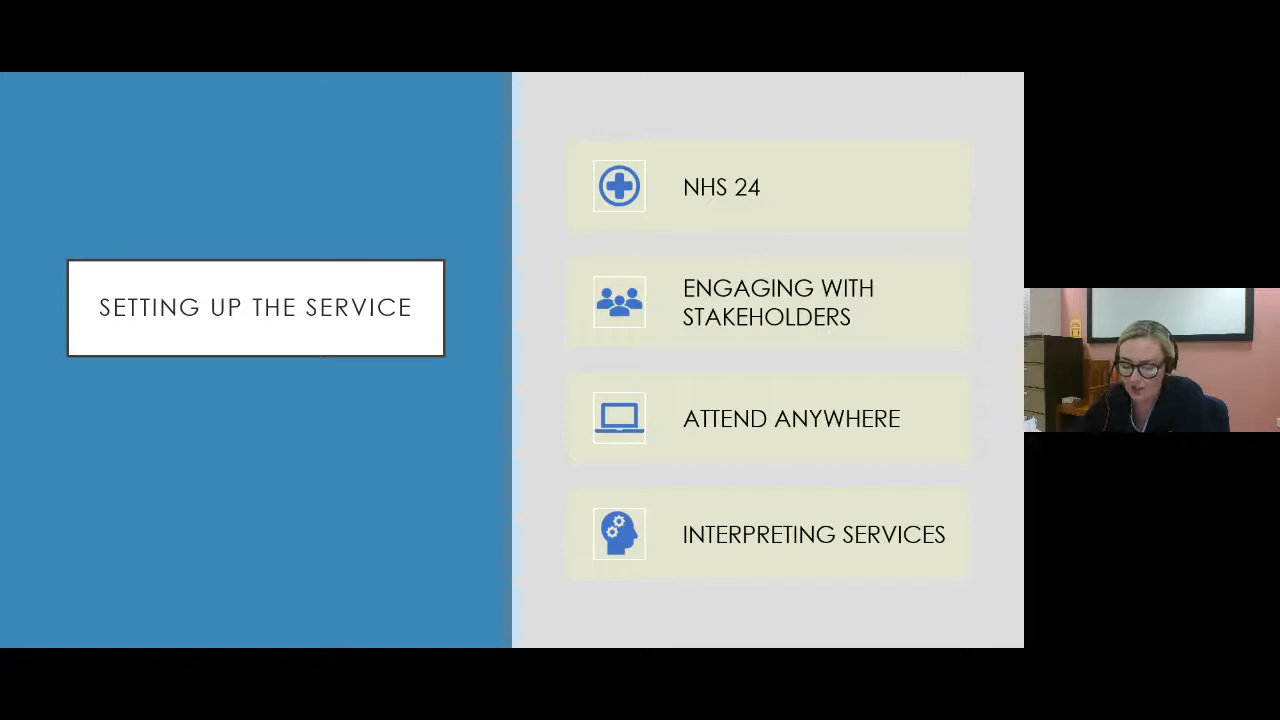 SETTING UP THE SERVICE
NHS 24
ENGAGING WITH
STAKEHOLDERS
ATTEND ANYWHERE
INTERPRETING SERVICES